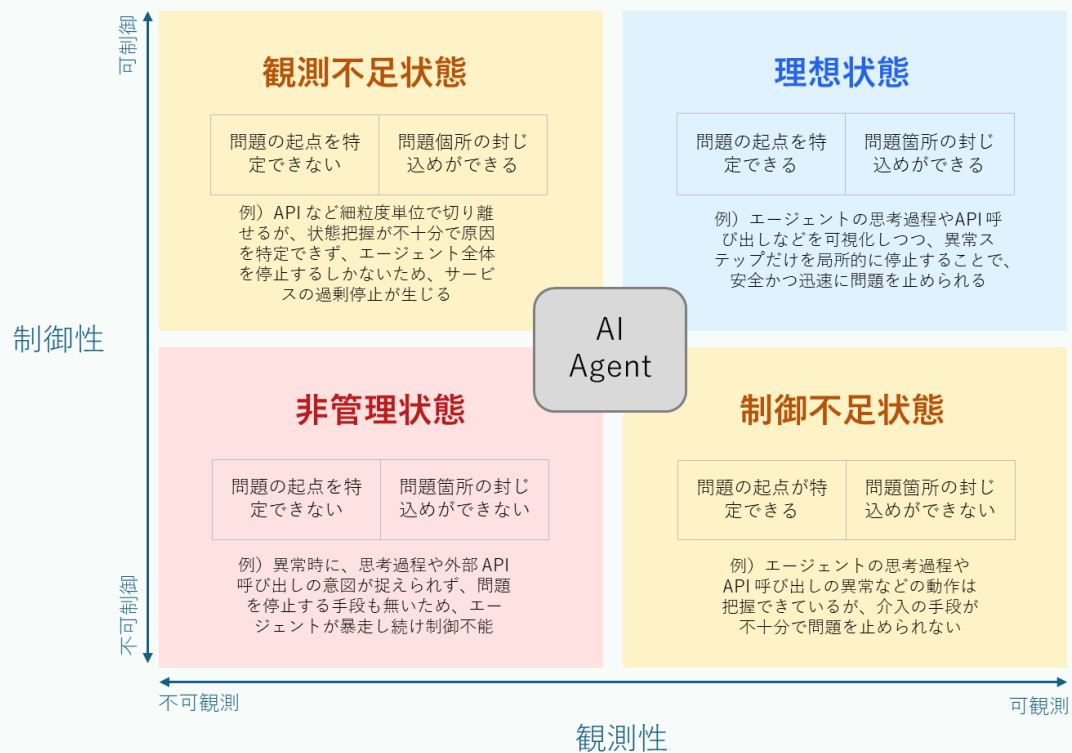 可制御
制御性
不可制御
観測不足状態
問題の起点を特
定できない
問題個所の封じ
込めができる
例）API など細粒度単位で切り離
せるが、状態把握が不十分で原因
を特定できず、エージェント全体
を停止するしかないため、サービ
スの過剰停止が生じる
理想状態
問題の起点を特
定できる
問題箇所の封じ
込めができる
例）エージェントの思考過程やAPI 呼
び出しなどを可視化しつつ、異常ス
テップだけを局所的に停止することで、
安全かつ迅速に問題を止められる
AI
Agent
非管理状態
問題の起点を特
定できない
問題箇所の封じ
込めができない
例）異常時に、思考過程や外部 API
呼び出しの意図が捉えられず、問題
を停止する手段も無いため、エー
ジェントが暴走し続け制御不能
制御不足状態
問題の起点が特
定できる
問題箇所の封じ
込めができない
例）エージェントの思考過程や
API 呼び出しの異常などの動作は
把握できているが、介入の手段が
不十分で問題を止められない
不可観測
可観測
観測性